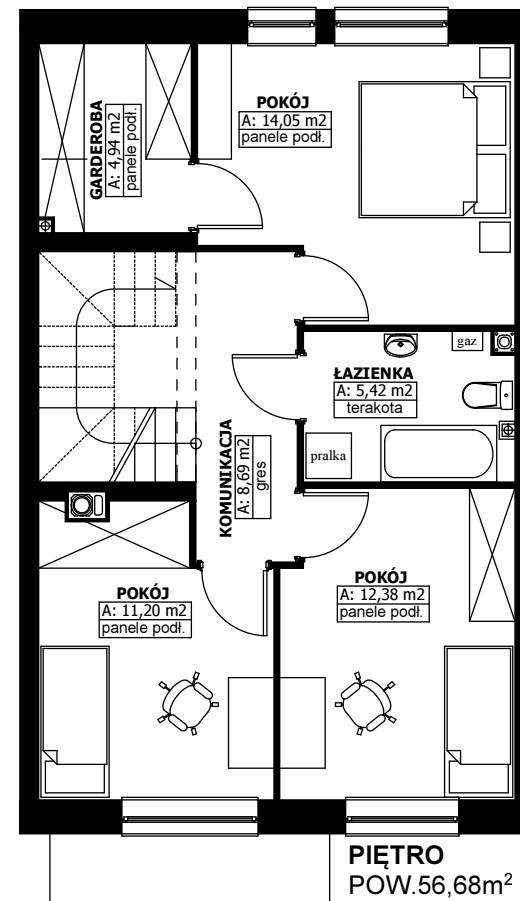 POKÓJ
A: 14,05 m2
panele podł.
GARDEROBA
A: 4,94 m2
panele podł.
gaz
ŁAZIENKA
A: 5,42 m2
terakota
pralka
KOMUNIKACJA
A: 8,69 m2
gres
POKÓJ
A: 11,20 m2
panele podł.
POKÓJ
A: 12,38 m2
panele podł.
PIĘTRO
POW.56,68m²